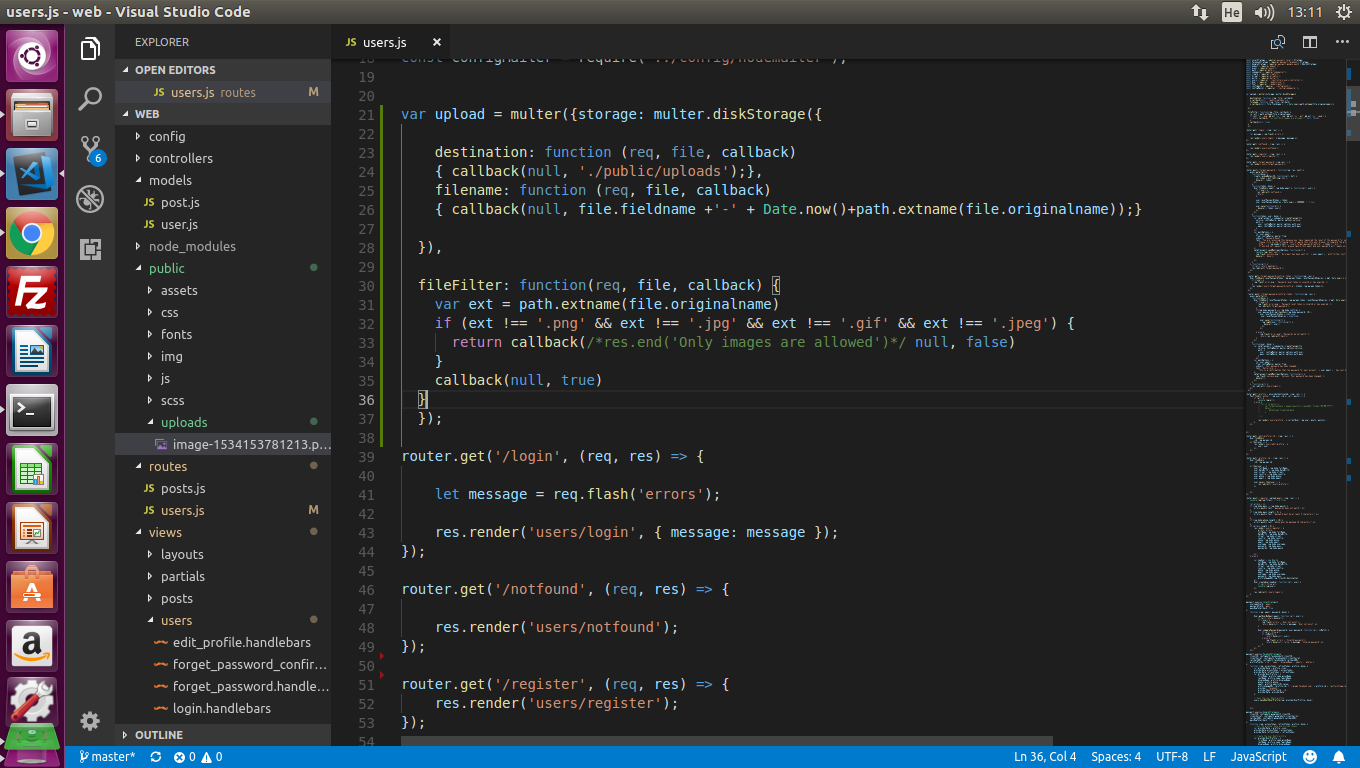 users.js - web - Visual Studio Code
He
13:11
EXPLORER
OPEN EDITORS
JS users.js routes M
WEB
config
controllers
models
JS post.js
JS user.js
node_modules
public
assets
css
fonts
img
js
scss
uploads
image-1534153781213.p...
routes
JS posts.js
JS users.js M
views
layouts
partials
posts
users
edit_profile.handlebars
forget_password_confir...
forget_password.handle...
login.handlebars
OUTLINE
6
JS users.js ×
18 const configMailer = require('../config/nodemailer');
19
20
21 var upload = multer({storage: multer.diskStorage({
22
23 destination: function (req, file, callback)
24 { callback(null, './public/uploads');},
25 filename: function (req, file, callback)
26 { callback(null, file.fieldname +'-' + Date.now()+path.extname(file.originalname));}
27
28 }),
29
30 fileFilter: function(req, file, callback) {
31 var ext = path.extname(file.originalname)
32 if (ext !== '.png' && ext !== '.jpg' && ext !== '.gif' && ext !== '.jpeg') {
33 return callback(/*res.end('Only images are allowed')*/ null, false)
34 }
35 callback(null, true)
36 }
37 });
38
39 router.get('/login', (req, res) => {
40
41 let message = req.flash('errors');
42
43 res.render('users/login', { message: message });
44 });
45
46 router.get('/notfound', (req, res) => {
47
48 res.render('users/notfound');
49 });
50
51 router.get('/register', (req, res) => {
52 res.render('users/register');
53 });
54
master* 0 0 Ln 36, Col 4 Spaces: 4 UTF-8 LF JavaScript